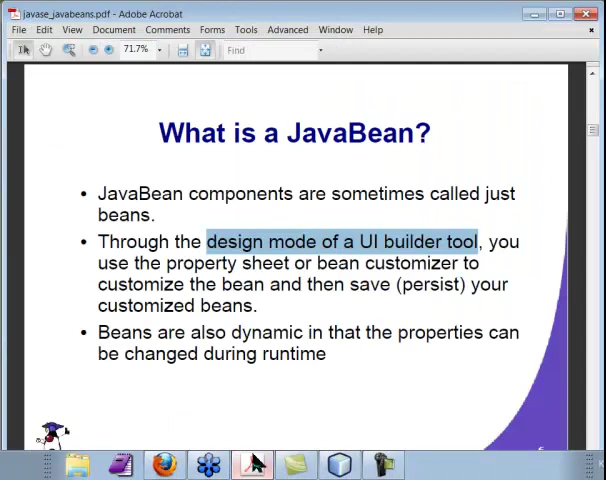 javase_javabeans.pdf - Adobe Acrobat
File Edit View Document Comments Forms Tools Advanced Window Help
71.7% Find
What is a JavaBean?
• JavaBean components are sometimes called just
beans.
• Through the design mode of a UI builder tool, you
use the property sheet or bean customizer to
customize the bean and then save (persist) your
customized beans.
• Beans are also dynamic in that the properties can
be changed during runtime